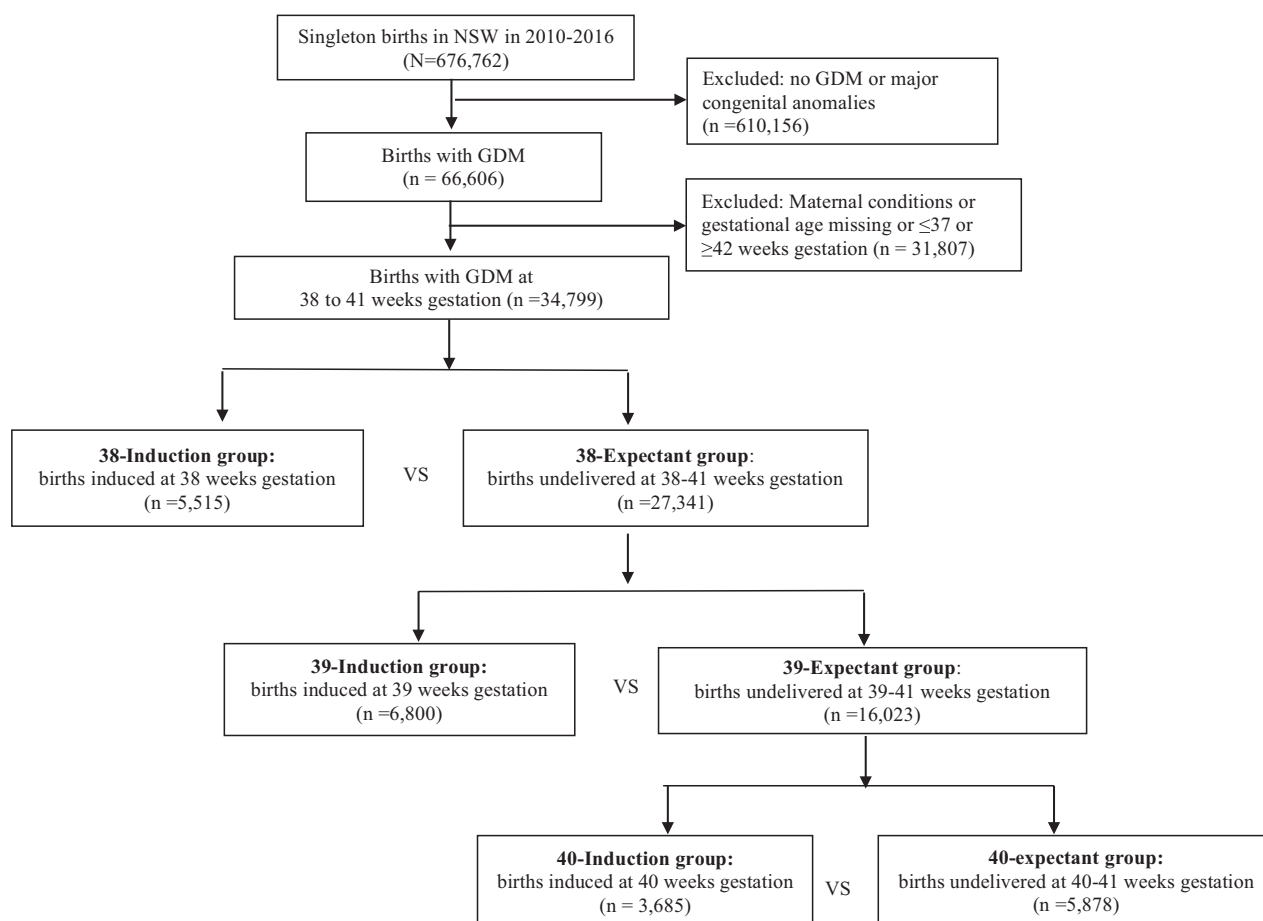 Singleton births in NSW in 2010-2016
(N=676,762)
Excluded: no GDM or major
congenital anomalies
(n =610,156)
Births with GDM
(n = 66,606)
Excluded: Maternal conditions or
gestational age missing or ≤37 or
≥42 weeks gestation (n = 31,807)
Births with GDM at
38 to 41 weeks gestation (n =34,799)
38-Induction group:
births induced at 38 weeks gestation
(n =5,515)
VS
38-Expectant group:
births undelivered at 38-41 weeks gestation
(n =27,341)
39-Induction group:
births induced at 39 weeks gestation
(n =6,800)
VS
39-Expectant group:
births undelivered at 39-41 weeks gestation
(n =16,023)
40-Induction group:
births induced at 40 weeks gestation
(n = 3,685)
VS
40-expectant group:
births undelivered at 40-41 weeks gestation
(n =5,878)